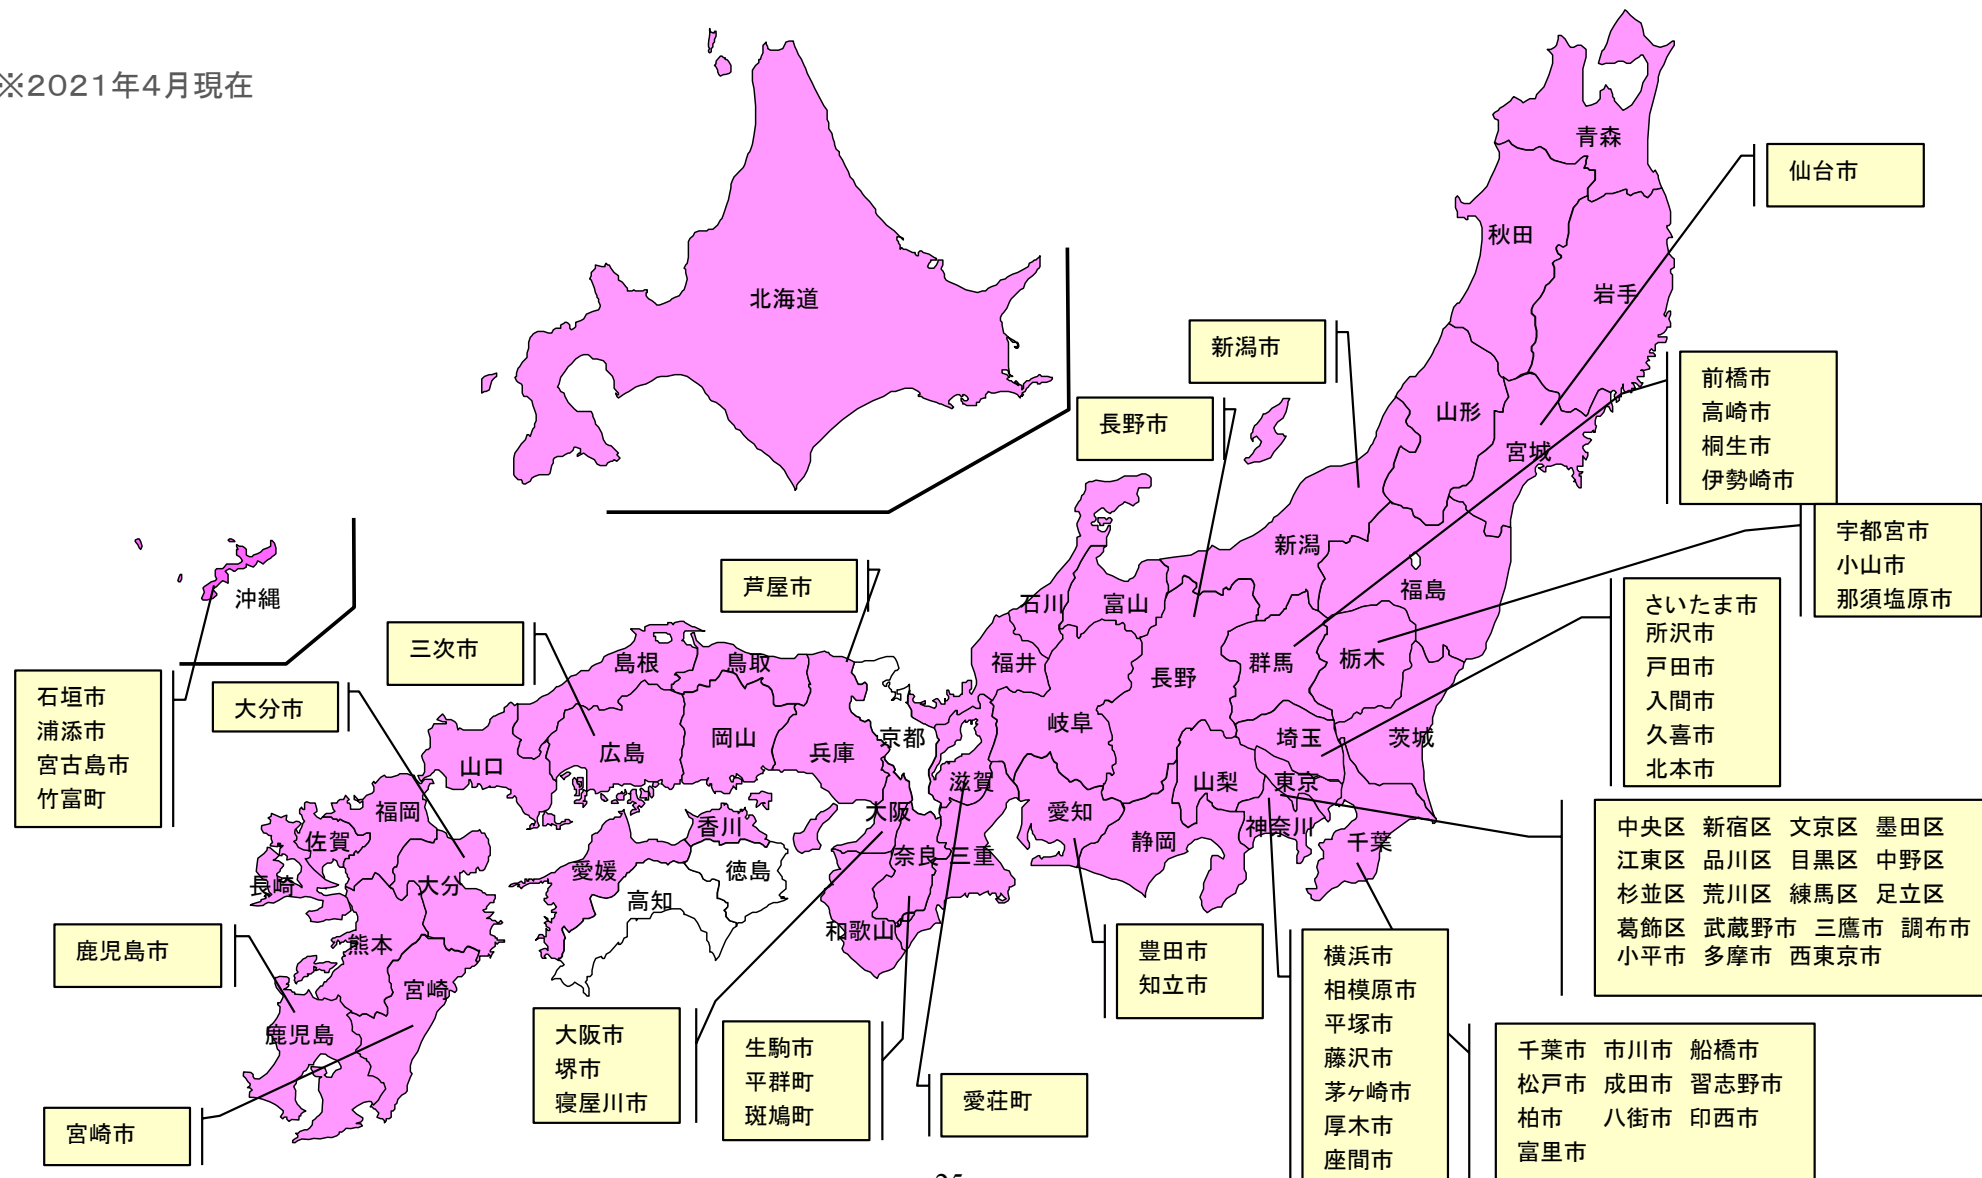 ※2021年4月現在
青森
仙台市
秋田
岩手
北海道
新潟市
前橋市
高崎市
桐生市
伊勢崎市
長野市
山形
宮城
宇都宮市
小山市
那須塩原市
新潟
福島
芦屋市
沖縄
石川
富山
さいたま市
所沢市
戸田市
入間市
久喜市
北本市
三次市
島根
鳥取
福井
長野
群馬
栃木
石垣市
浦添市
宮古島市
竹富町
大分市
岐阜
京都
岡山
広島
兵庫
山口
埼玉
茨城
滋賀
山梨
東京
福岡
佐賀
香川
大阪
愛知
静岡
神奈川
千葉
中央区 新宿区 文京区 墨田区
江東区 品川区 目黒区 中野区
杉並区 荒川区 練馬区 足立区
葛飾区 武蔵野市 三鷹市 調布市
小平市 多摩市 西東京市
長崎
大分
愛媛
徳島
奈良
三重
高知
和歌山
熊本
鹿児島市
宮崎
鹿児島
豊田市
知立市
横浜市
相模原市
平塚市
藤沢市
茅ヶ崎市
厚木市
座間市
大阪市
堺市
寝屋川市
生駒市
平群町
斑鳩町
愛荘町
千葉市 市川市 船橋市
松戸市 成田市 習志野市
柏市 八街市 印西市
富里市
宮崎市